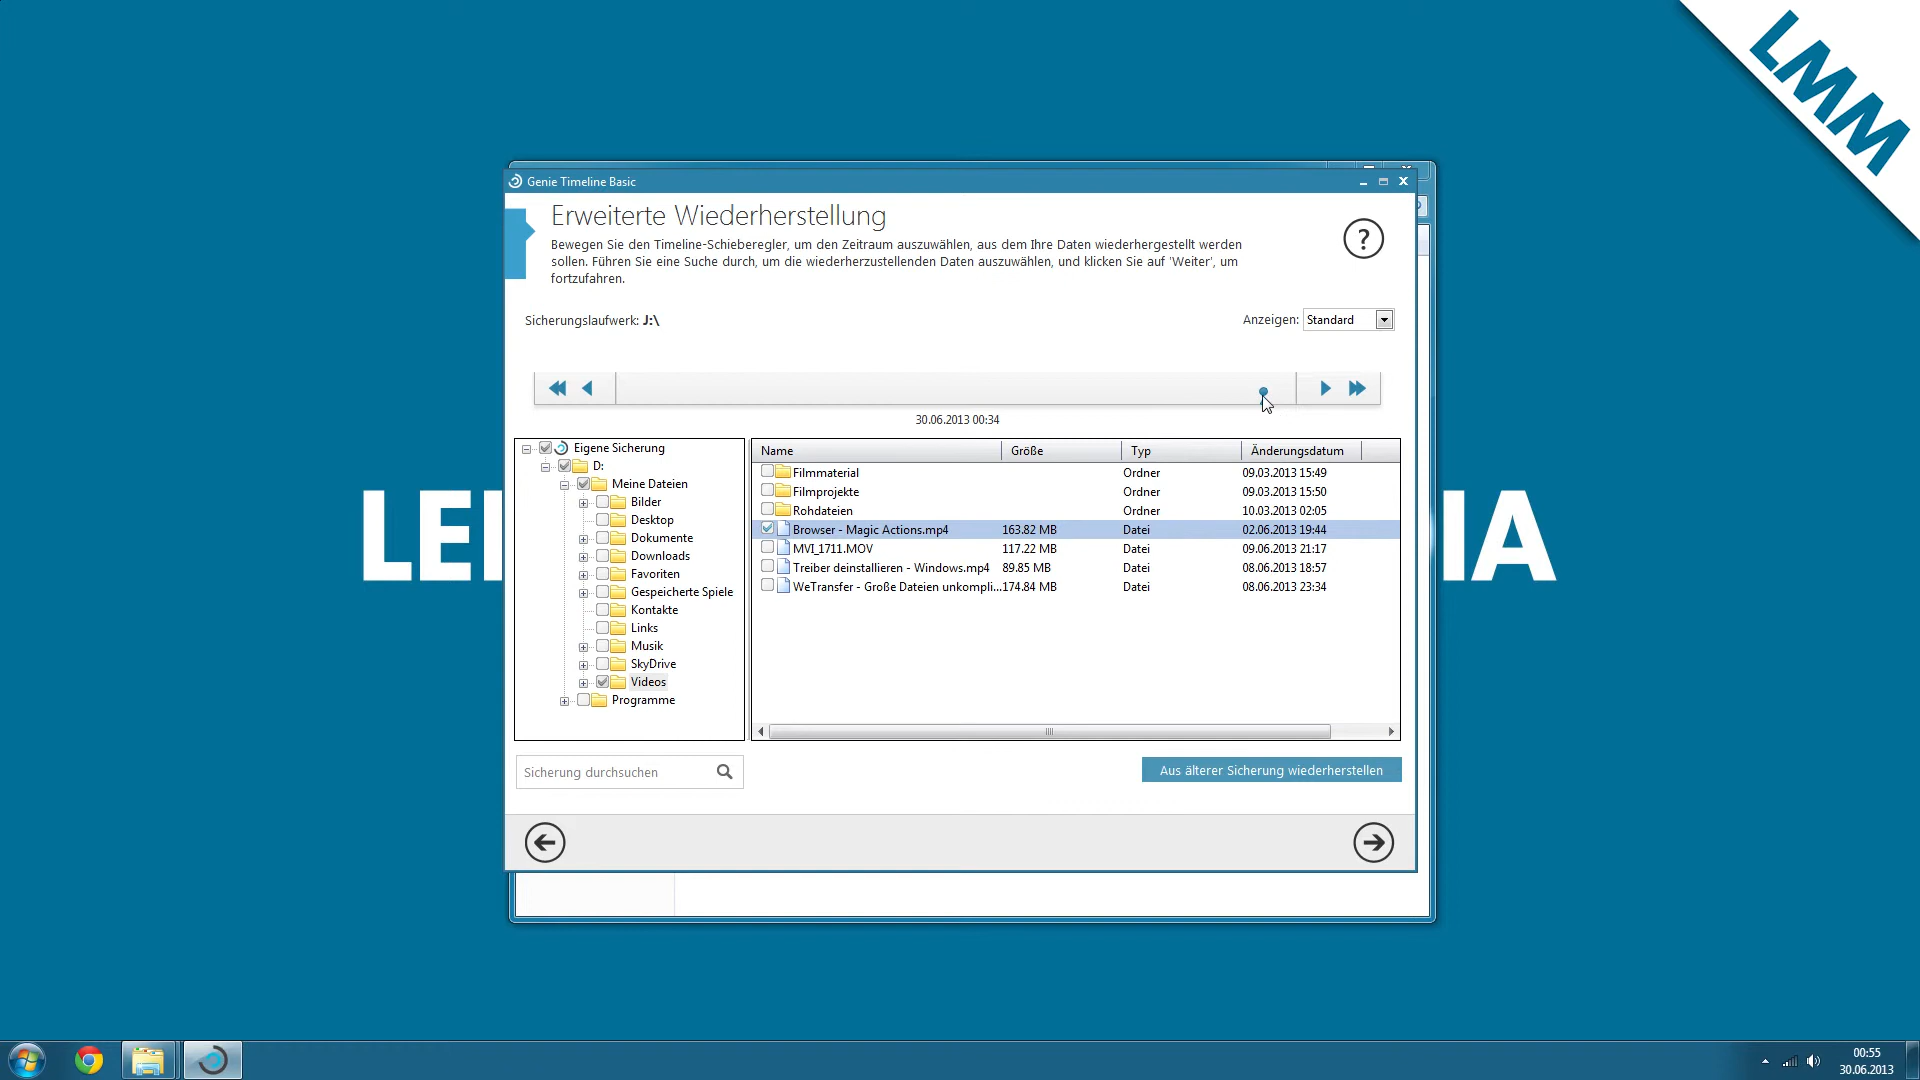 LMM
Genie Timeline Basic
Erweiterte Wiederherstellung
?
Bewegen Sie den Timeline-Schieberegler, um den Zeitraum auszuwählen, aus dem Ihre Daten wiederhergestellt werden
sollen. Führen Sie eine Suche durch, um die wiederherzustellenden Daten auszuwählen, und klicken Sie auf 'Weiter', um
fortzufahren.
Sicherungslaufwerk: J:\
Anzeigen: Standard
30.06.2013 00:34
Eigene Sicherung
D:
Meine Dateien
Bilder
Desktop
Dokumente
Downloads
Favoriten
Gespeicherte Spiele
Kontakte
Links
Musik
SkyDrive
Videos
Programme
Name Größe Typ Änderungsdatum
Filmmaterial Ordner 09.03.2013 15:49
Filmprojekte Ordner 09.03.2013 15:50
Rohdateien Ordner 10.03.2013 02:05
Browser - Magic Actions.mp4 163.82 MB Datei 02.06.2013 19:44
MVI_1711.MOV 117.22 MB Datei 09.06.2013 21:17
Treiber deinstallieren - Windows.mp4 89.85 MB Datei 08.06.2013 18:57
WeTransfer - Große Dateien unkompli... 174.84 MB Datei 08.06.2013 23:34
Sicherung durchsuchen
Aus älterer Sicherung wiederherstellen
00:55
30.06.2013